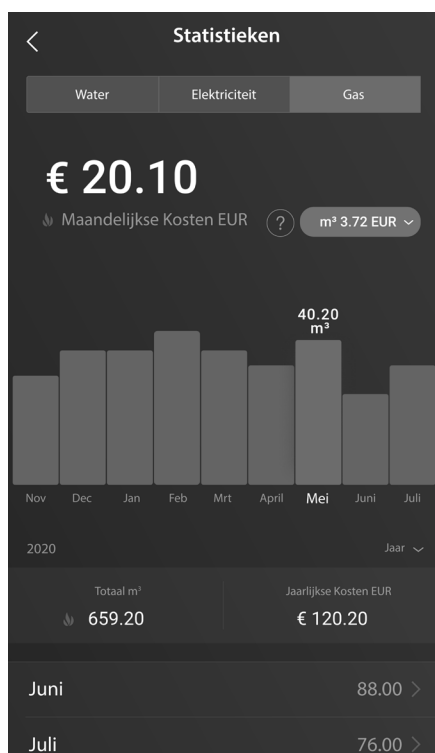 Statistieken
Water Elektriciteit Gas
€ 20.10
Maandelijkse Kosten EUR ? m³ 3.72 EUR
40.20
m³
Nov Dec Jan Feb Mrt April Mei Juni Juli
2020 Jaar
Totaal m³ Jaarlijkse Kosten EUR
659.20 € 120.20
Juni 88.00
Juli 76.00